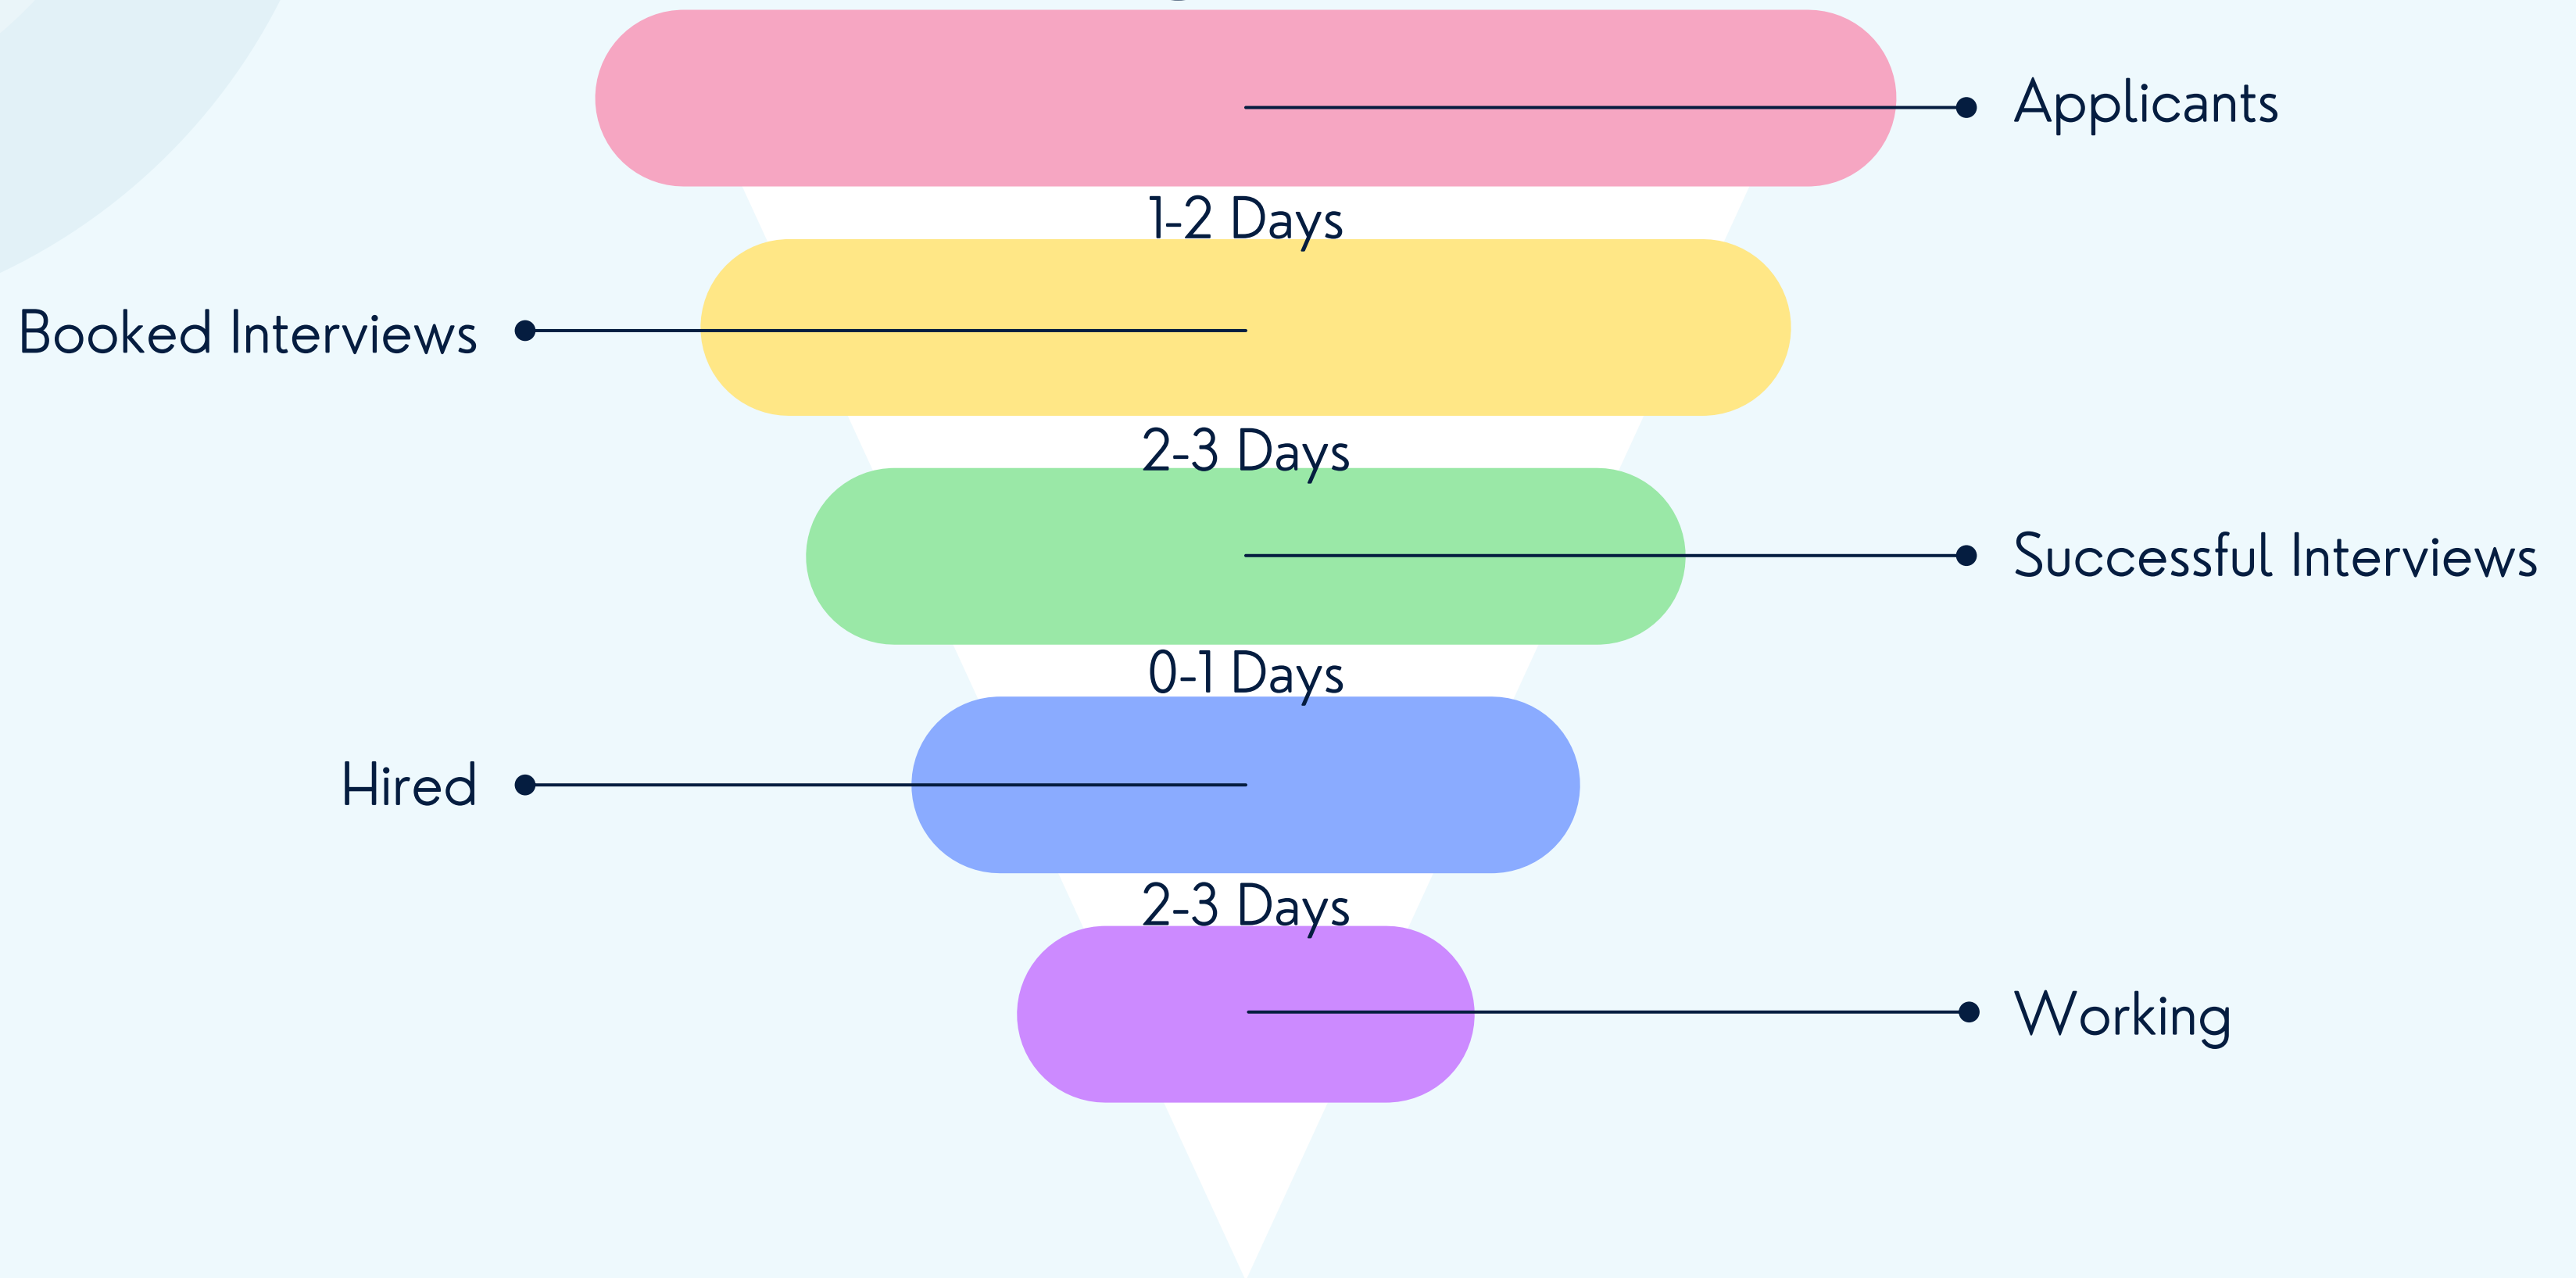 Applicants
1-2 Days
Booked Interviews
2-3 Days
Successful Interviews
0-1 Days
Hired
2-3 Days
Working